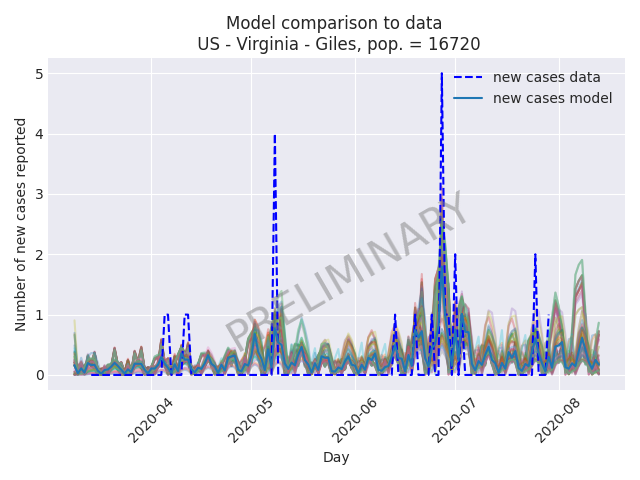 Model comparison to data
US - Virginia - Giles, pop. = 16720
new cases data
new cases model
PRELIMINARY
Number of new cases reported
5
4
3
2
1
0
2020-04
2020-05
2020-06
2020-07
2020-08
Day